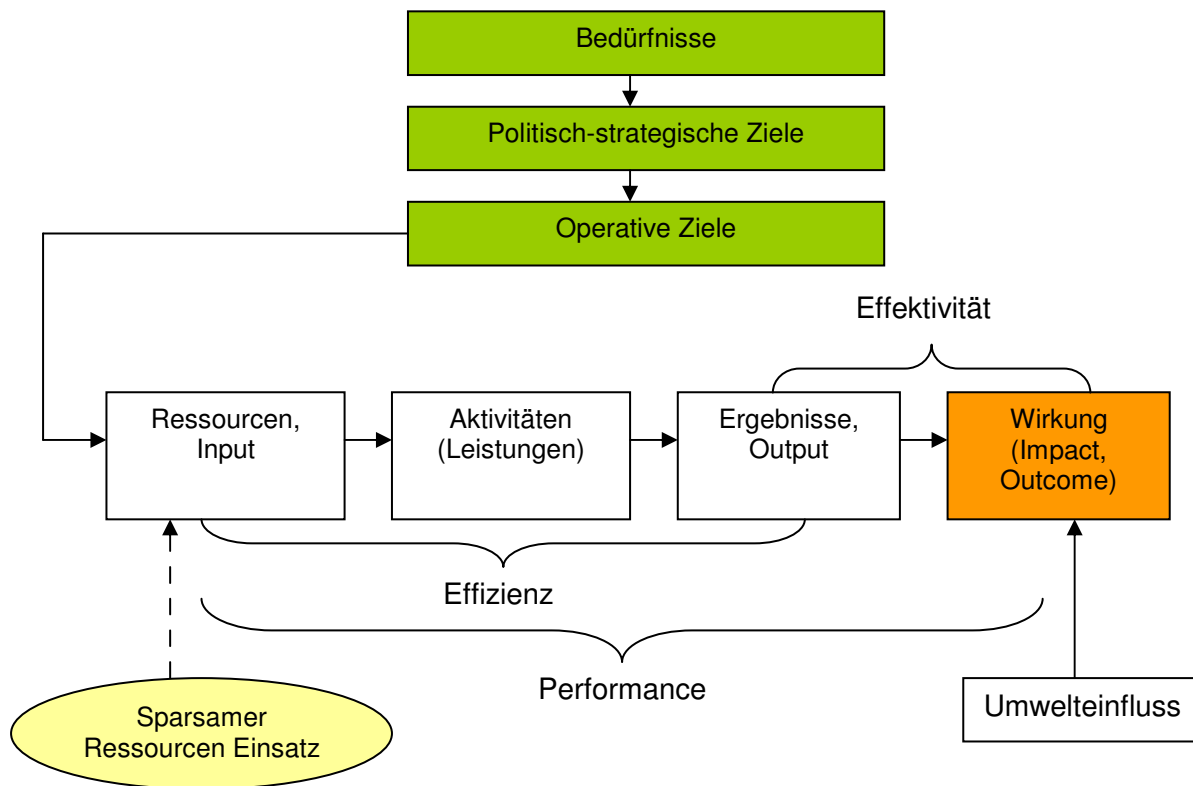 Bedürfnisse
Politisch-strategische Ziele
Operative Ziele
Effektivität
Ressourcen,
Input
Aktivitäten
(Leistungen)
Ergebnisse,
Output
Wirkung
(Impact,
Outcome)
Effizienz
Performance
Sparsamer
Ressourcen Einsatz
Umwelteinfluss